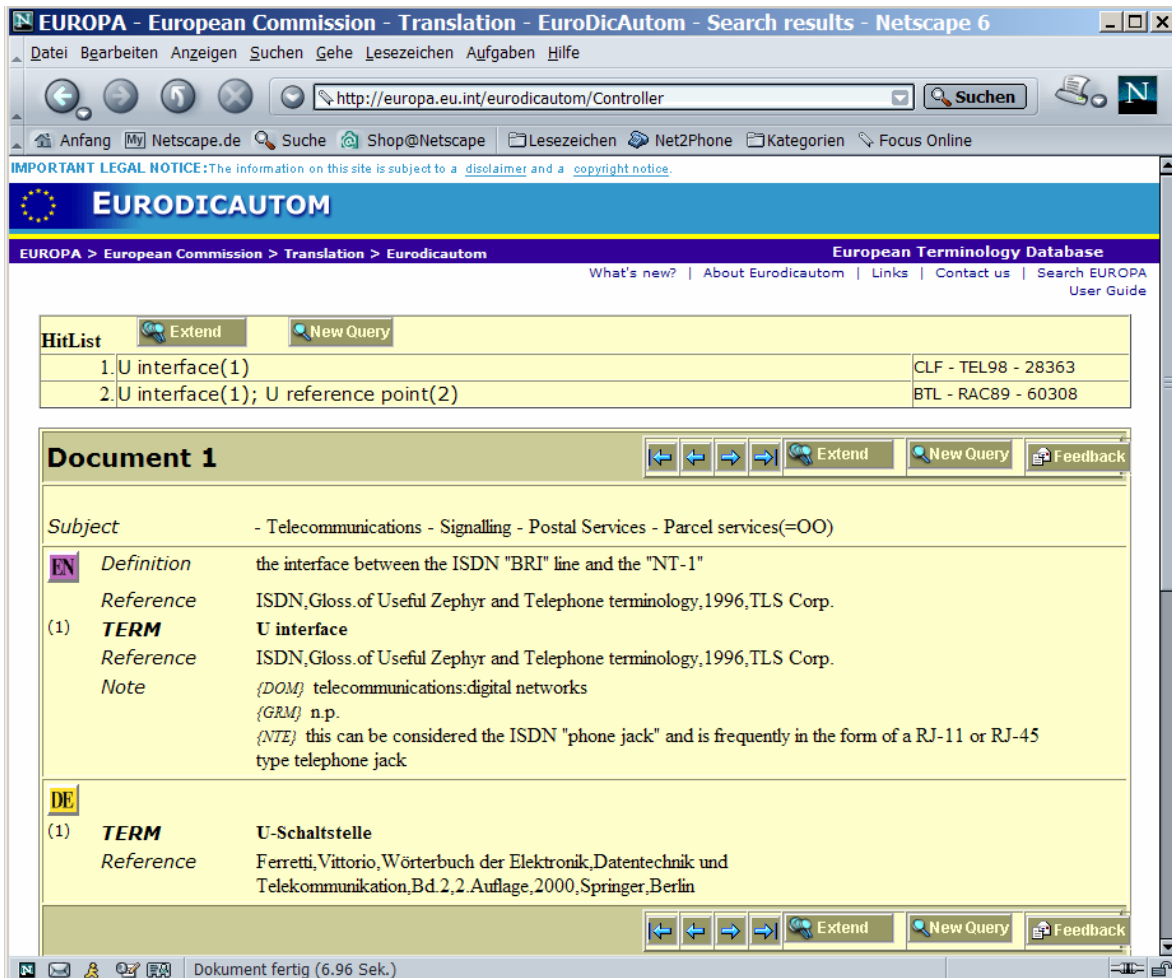 EUROPA - European Commission - Translation - EuroDicAutom - Search results - Netscape 6
Datei Bearbeiten Anzeigen Suchen Gehe Lesezeichen Aufgaben Hilfe
http://europa.eu.int/eurodicautom/Controller Suchen N
Anfang My Netscape.de Suche Shop@Netscape Lesezeichen Net2Phone Kategorien Focus Online
IMPORTANT LEGAL NOTICE: The information on this site is subject to a disclaimer and a copyright notice.
EURODICAUTOM
EUROPA > European Commission > Translation > Eurodicautom European Terminology Database
What's new? | About Eurodicautom | Links | Contact us | Search EUROPA
User Guide
HitList Extend New Query
1. U interface(1) CLF - TEL98 - 28363
2. U interface(1); U reference point(2) BTL - RAC89 - 60308
Document 1 Extend New Query Feedback
Subject - Telecommunications - Signalling - Postal Services - Parcel services(=OO)
EN Definition the interface between the ISDN "BRI" line and the "NT-1"
Reference ISDN,Gloss.of Useful Zephyr and Telephone terminology,1996,TLS Corp.
(1) TERM U interface
Reference ISDN,Gloss.of Useful Zephyr and Telephone terminology,1996,TLS Corp.
Note {DOM} telecommunications:digital networks
{GRM} n.p.
{NTE} this can be considered the ISDN "phone jack" and is frequently in the form of a RJ-11 or RJ-45
type telephone jack
DE
(1) TERM U-Schaltstelle
Reference Ferretti,Vittorio,Wörterbuch der Elektronik,Datentechnik und
Telekommunikation,Bd.2,2.Auflage,2000,Springer,Berlin
Extend New Query Feedback
N Dokument fertig (6.96 Sek.)